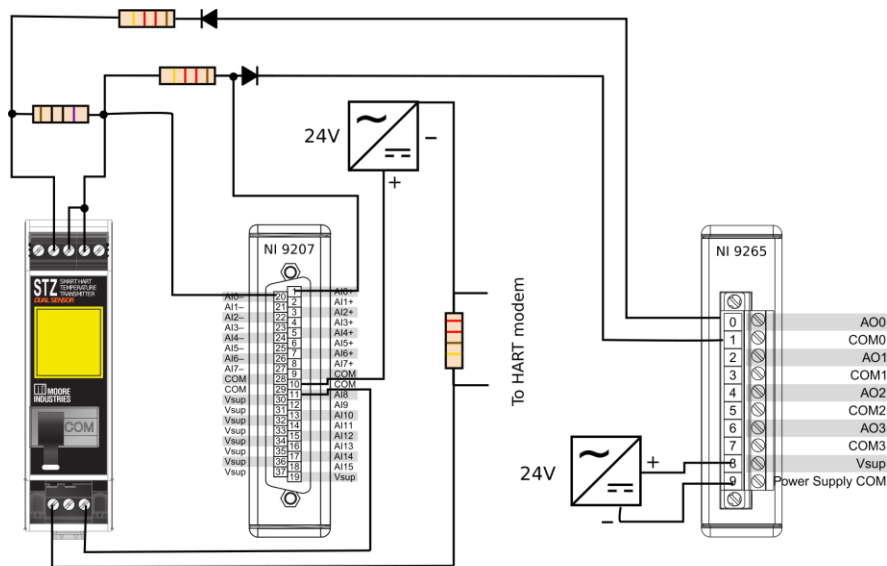 24V
−
+
NI 9207
NI 9265
STZ
SMART HART
TEMPERATURE
TRANSMITTER
DUAL SENSOR
MOORE
INDUSTRIES
COM
AI0−
AI1−
AI2−
AI3−
AI4−
AI5−
AI6−
AI7−
COM
COM
Vsup
Vsup
Vsup
Vsup
Vsup
Vsup
Vsup
Vsup
20
21
22
23
24
25
26
27
28
29
30
31
32
33
34
35
36
37
1
2
3
4
5
6
7
8
9
10
11
12
13
14
15
16
17
18
19
AI0+
AI1+
AI2+
AI3+
AI4+
AI5+
AI6+
AI7+
COM
COM
AI8
AI9
AI10
AI11
AI12
AI13
AI14
AI15
Vsup
To HART modem
0 AO0
1 COM0
2 AO1
3 COM1
4 AO2
5 COM2
6 AO3
7 COM3
8 Vsup
9 Power Supply COM
24V
+
−